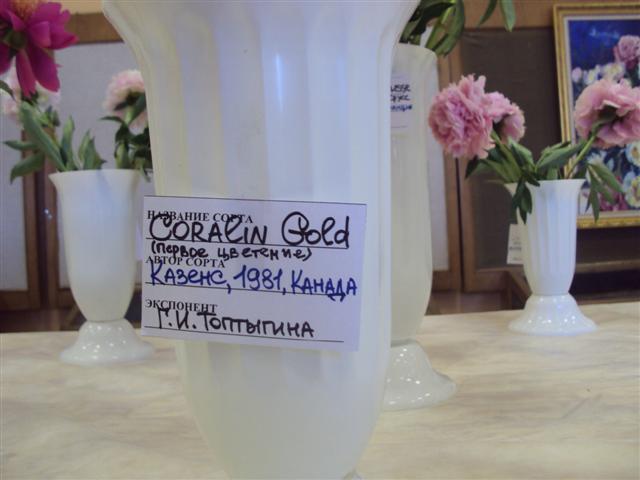 НАЗВАНИЕ СОРТА
CORALIN Gold
(первое цветение)
АВТОР СОРТА
КАЗЕНС, 1981, КАНАДА
ЭКСПОНЕНТ
Г.И. ТОПТЫГИНА